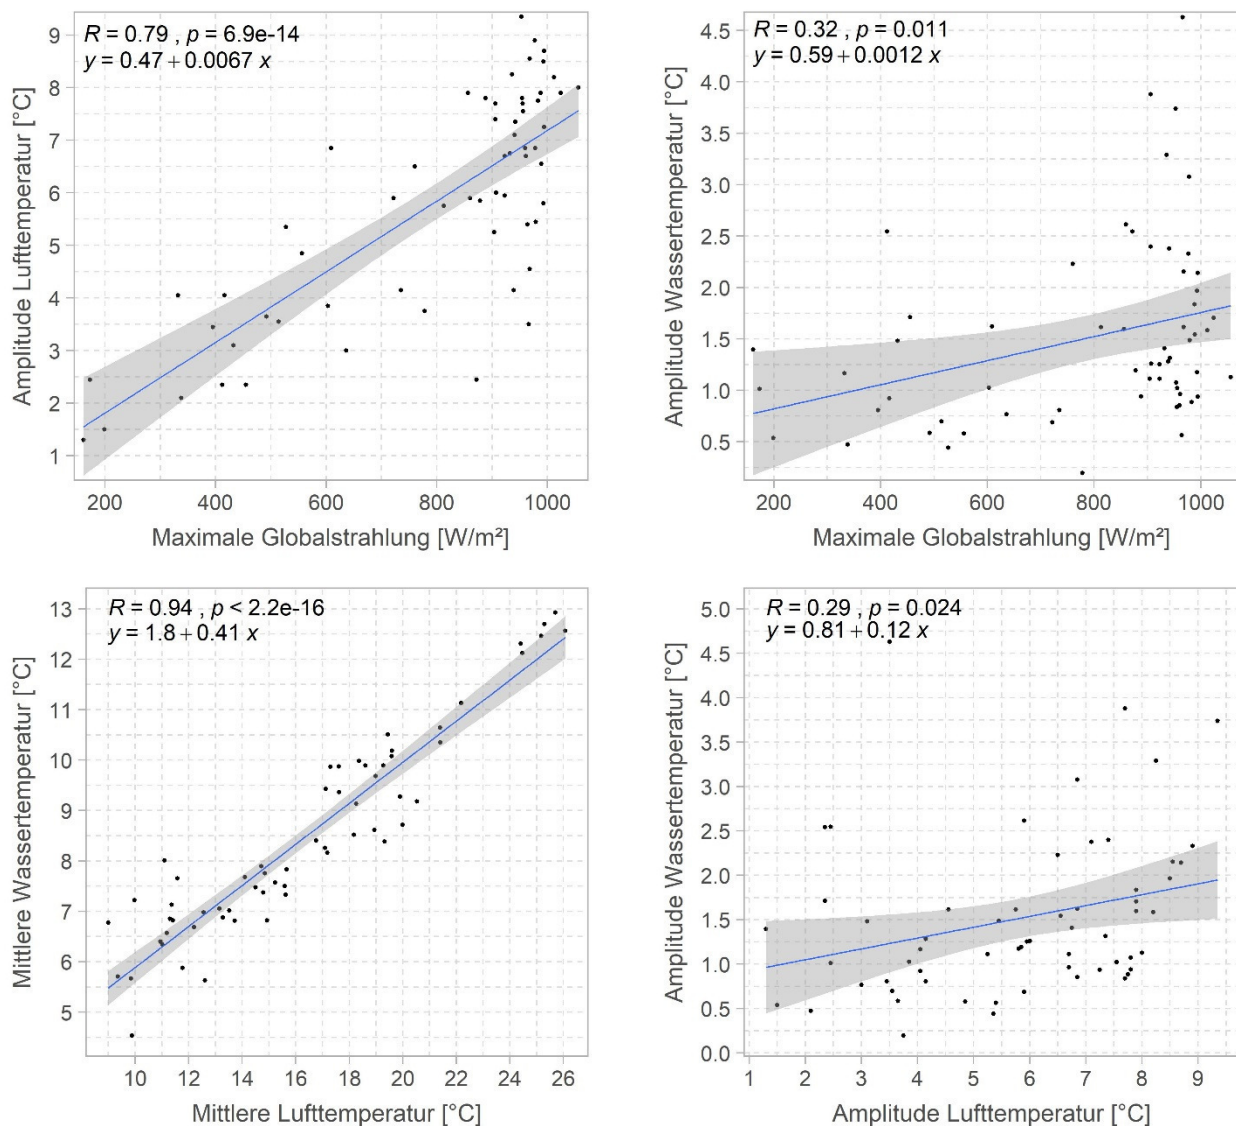 R = 0.79 , p = 6.9e-14
y = 0.47 + 0.0067 x
Amplitude Lufttemperatur [°C]
9
8
7
6
5
4
3
2
1
200 400 600 800 1000
Maximale Globalstrahlung [W/m²]
R = 0.32 , p = 0.011
y = 0.59 + 0.0012 x
Amplitude Wassertemperatur [°C]
4.5
4.0
3.5
3.0
2.5
2.0
1.5
1.0
0.5
200 400 600 800 1000
Maximale Globalstrahlung [W/m²]
R = 0.94 , p < 2.2e-16
y = 1.8 + 0.41 x
Mittlere Wassertemperatur [°C]
13
12
11
10
9
8
7
6
5
10 12 14 16 18 20 22 24 26
Mittlere Lufttemperatur [°C]
R = 0.29 , p = 0.024
y = 0.81 + 0.12 x
Amplitude Wassertemperatur [°C]
5.0
4.5
4.0
3.5
3.0
2.5
2.0
1.5
1.0
0.5
0.0
1 2 3 4 5 6 7 8 9
Amplitude Lufttemperatur [°C]